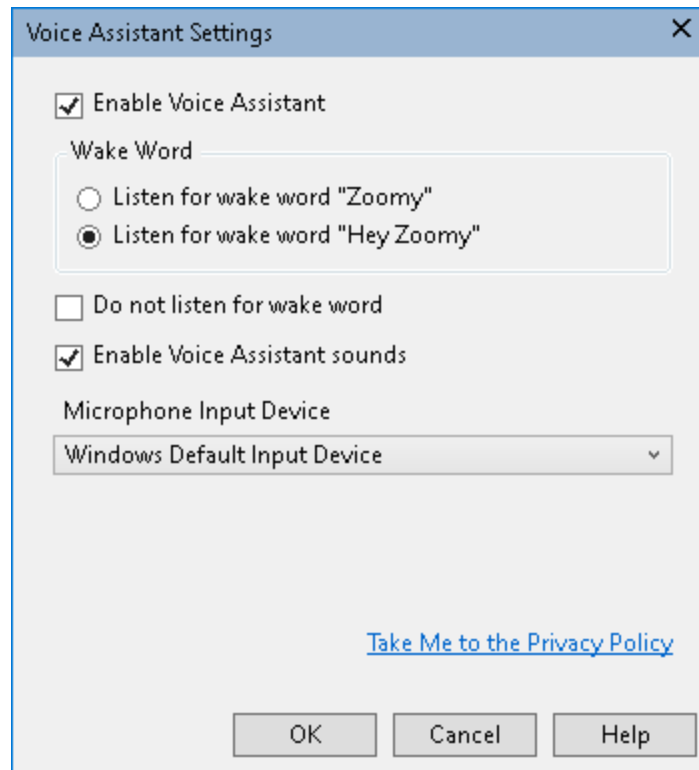 Voice Assistant Settings
Enable Voice Assistant
Wake Word
Listen for wake word "Zoomy"
Listen for wake word "Hey Zoomy"
Do not listen for wake word
Enable Voice Assistant sounds
Microphone Input Device
Windows Default Input Device
Take Me to the Privacy Policy
OK Cancel Help